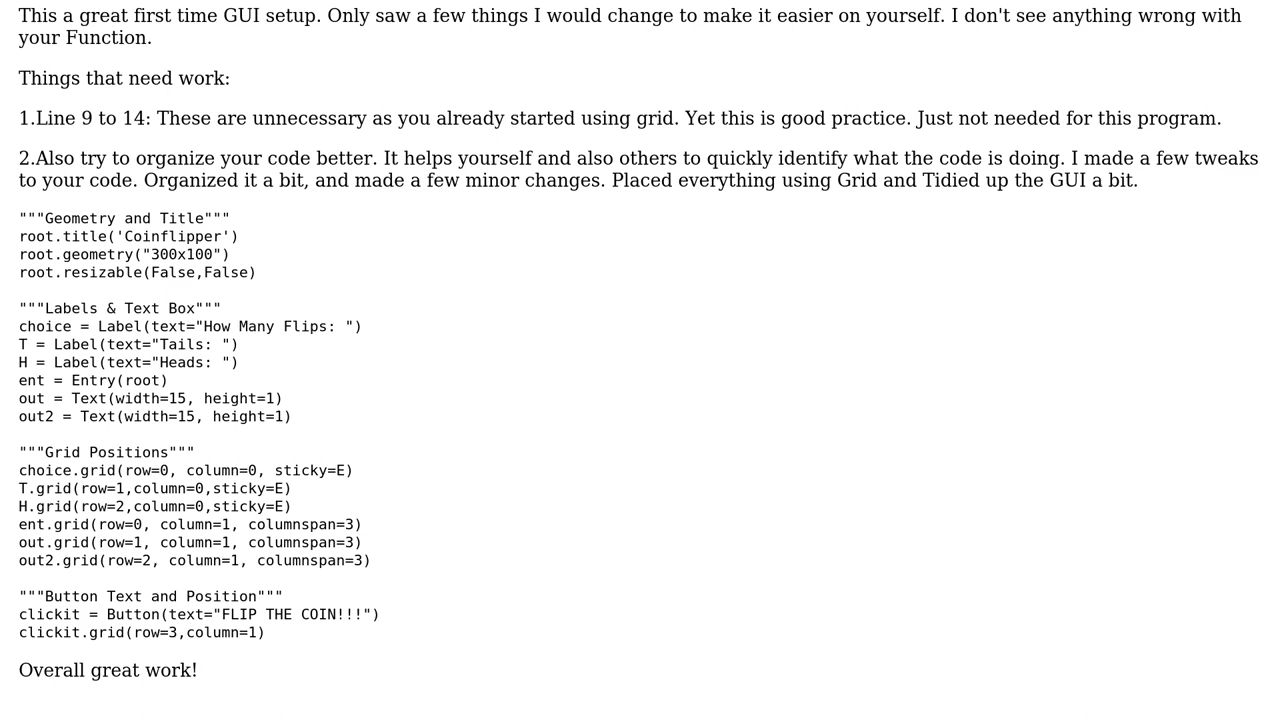 This a great first time GUI setup. Only saw a few things I would change to make it easier on yourself. I don't see anything wrong with
your Function.
Things that need work:
1.Line 9 to 14: These are unnecessary as you already started using grid. Yet this is good practice. Just not needed for this program.
2.Also try to organize your code better. It helps yourself and also others to quickly identify what the code is doing. I made a few tweaks
to your code. Organized it a bit, and made a few minor changes. Placed everything using Grid and Tidied up the GUI a bit.
"""Geometry and Title"""
root.title('Coinflipper')
root.geometry("300x100")
root.resizable(False,False)
"""Labels & Text Box"""
choice = Label(text="How Many Flips: ")
T = Label(text="Tails: ")
H = Label(text="Heads: ")
ent = Entry(root)
out = Text(width=15, height=1)
out2 = Text(width=15, height=1)
"""Grid Positions"""
choice.grid(row=0, column=0, sticky=E)
T.grid(row=1,column=0,sticky=E)
H.grid(row=2,column=0,sticky=E)
ent.grid(row=0, column=1, columnspan=3)
out.grid(row=1, column=1, columnspan=3)
out2.grid(row=2, column=1, columnspan=3)
"""Button Text and Position"""
clickit = Button(text="FLIP THE COIN!!!")
clickit.grid(row=3,column=1)
Overall great work!